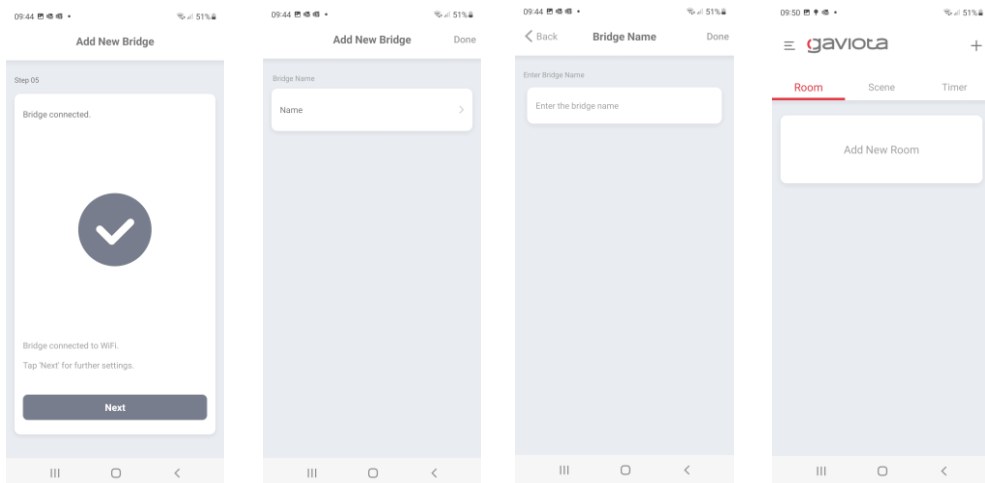 09:44
51%
Add New Bridge
Step 05
Bridge connected.
Bridge connected to WiFi.
Tap 'Next' for further settings.
Next
09:44
51%
Add New Bridge
Done
Bridge Name
Name
09:44
51%
Back
Bridge Name
Done
Enter Bridge Name
Enter the bridge name
09:50
51%
gaviota
Room
Scene
Timer
Add New Room